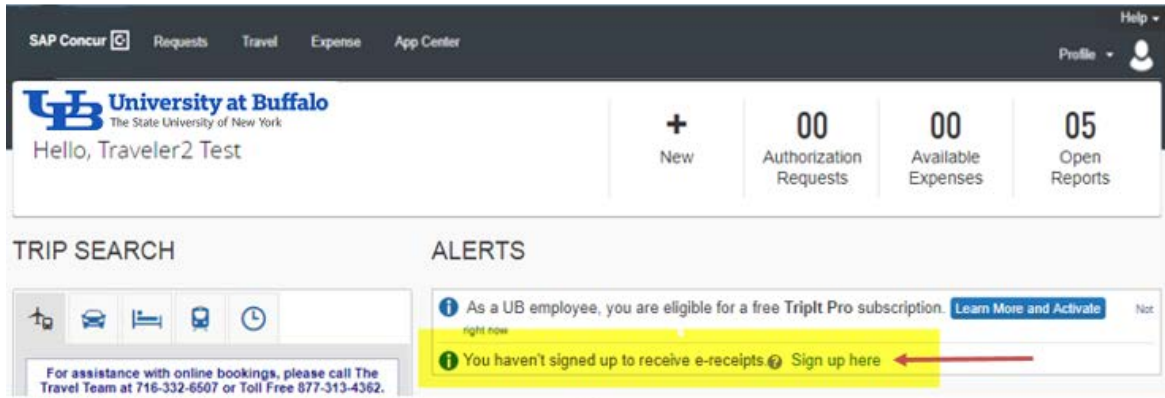 Help
SAP Concur C Requests Travel Expense App Center
Profile
UB University at Buffalo
The State University of New York
Hello, Traveler2 Test
+
New
00
Authorization
Requests
00
Available
Expenses
05
Open
Reports
TRIP SEARCH
ALERTS
As a UB employee, you are eligible for a free TripIt Pro subscription. Learn More and Activate Not
right now
You haven't signed up to receive e-receipts. Sign up here
For assistance with online bookings, please call The
Travel Team at 716-332-6507 or Toll Free 877-313-4362.